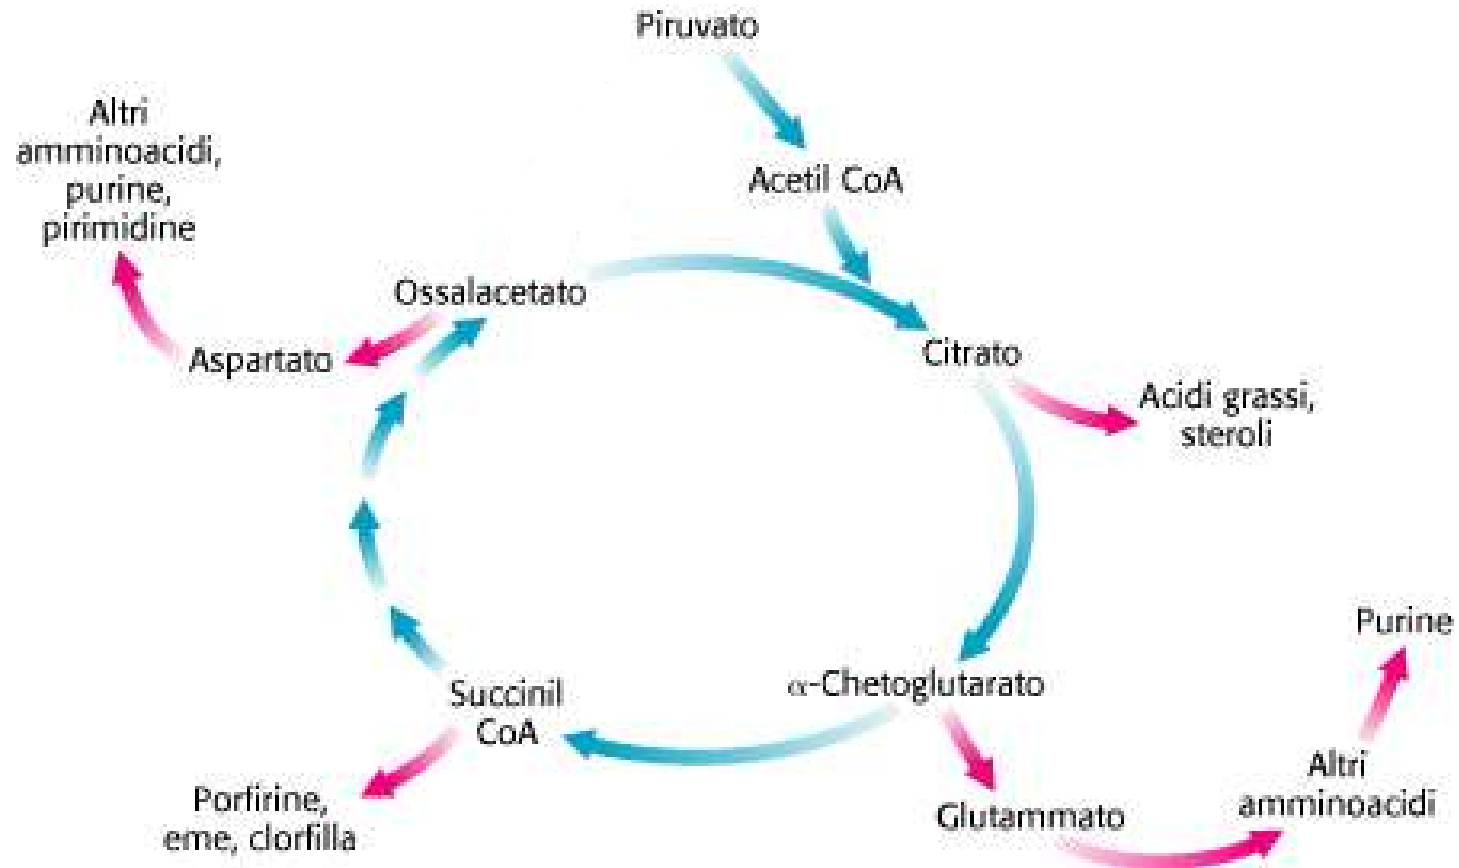 Piruvato
Altri
amminoacidi,
purine,
pirimidine
Acetil CoA
Ossalacetato
Aspartato
Citrato
Acidi grassi,
steroli
Purine
α-Chetoglutarato
Succinil
CoA
Altri
amminoacidi
Porfirine,
eme, clorfilla
Glutammato